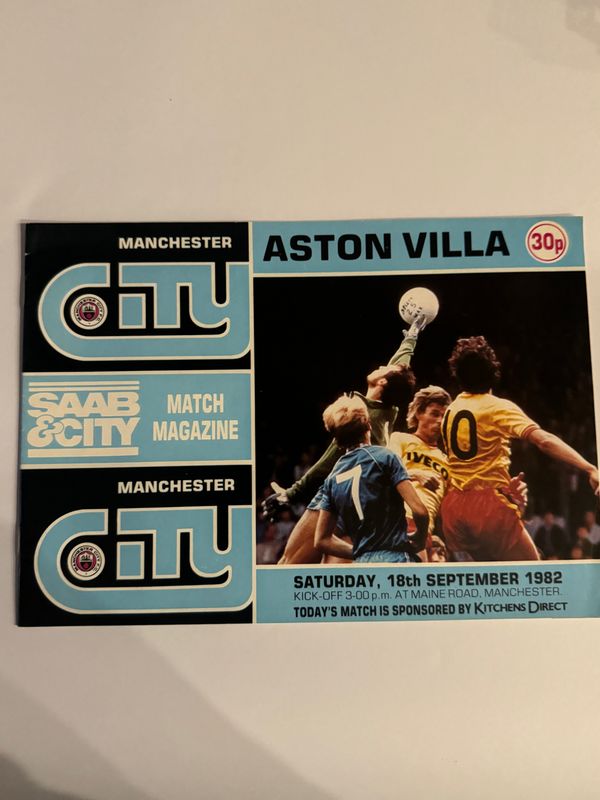 MANCHESTER
CITY
SAAB
& CITY
MATCH
MAGAZINE
MANCHESTER
CITY
ASTON VILLA
30p
7
IVECO
10
SATURDAY, 18th SEPTEMBER 1982
KICK-OFF 3-00 p.m. AT MAINE ROAD, MANCHESTER.
TODAY'S MATCH IS SPONSORED BY KITCHENS DIRECT